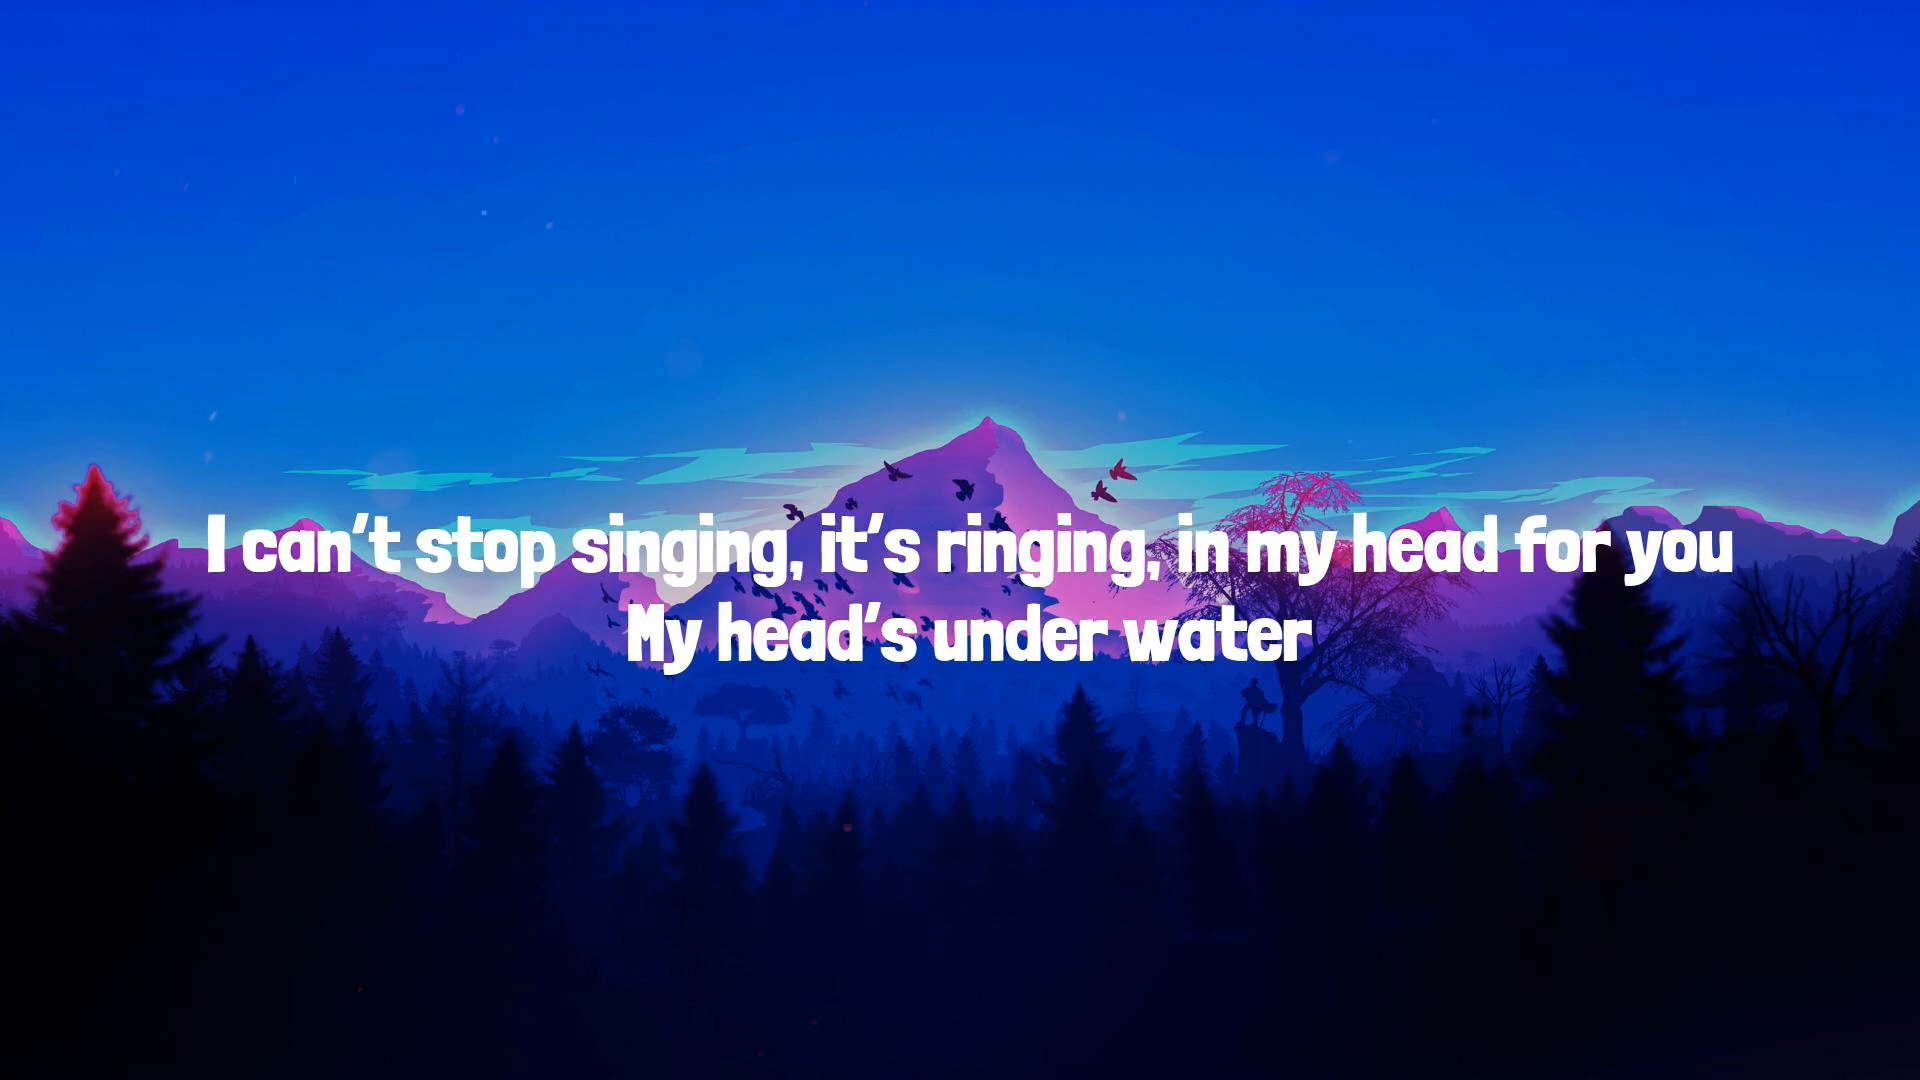 I can't stop singing, it's ringing, in my head for you
My head's under water